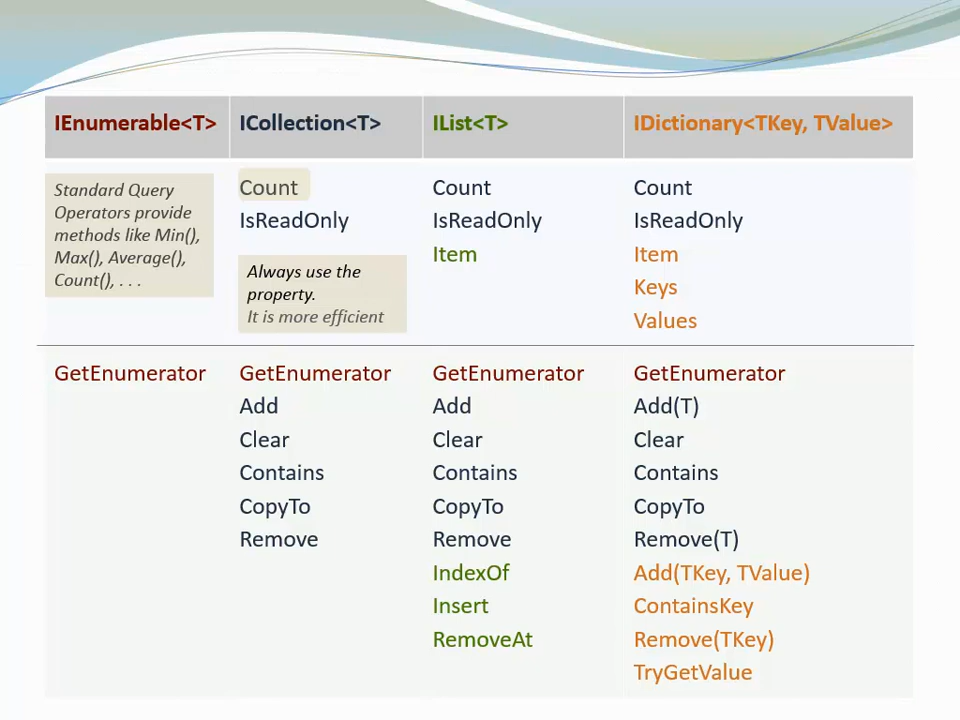 IEnumerable<T>
ICollection<T>
IList<T>
IDictionary<TKey, TValue>
Standard Query
Operators provide
methods like Min(),
Max(), Average(),
Count(), . . .
Count
IsReadOnly
Always use the
property.
It is more efficient
Count
IsReadOnly
Item
Count
IsReadOnly
Item
Keys
Values
GetEnumerator
GetEnumerator
Add
Clear
Contains
CopyTo
Remove
GetEnumerator
Add
Clear
Contains
CopyTo
Remove
IndexOf
Insert
RemoveAt
GetEnumerator
Add(T)
Clear
Contains
CopyTo
Remove(T)
Add(TKey, TValue)
ContainsKey
Remove(TKey)
TryGetValue